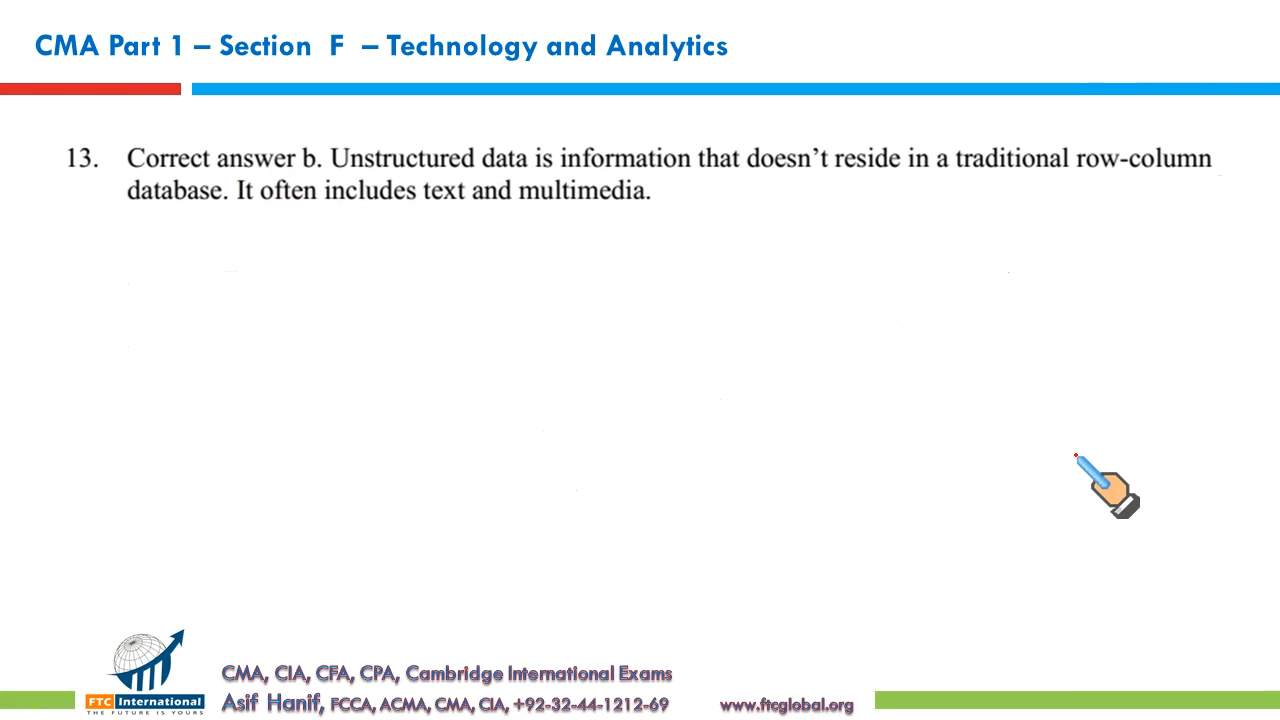 CMA Part 1 – Section F – Technology and Analytics
13. Correct answer b. Unstructured data is information that doesn’t reside in a traditional row-column
database. It often includes text and multimedia.
FTC International
THE FUTURE IS YOURS
CMA, CIA, CFA, CPA, Cambridge International Exams
Asif Hanif, FCCA, ACMA, CMA, CIA, +92-32-44-1212-69 www.ftcglobal.org